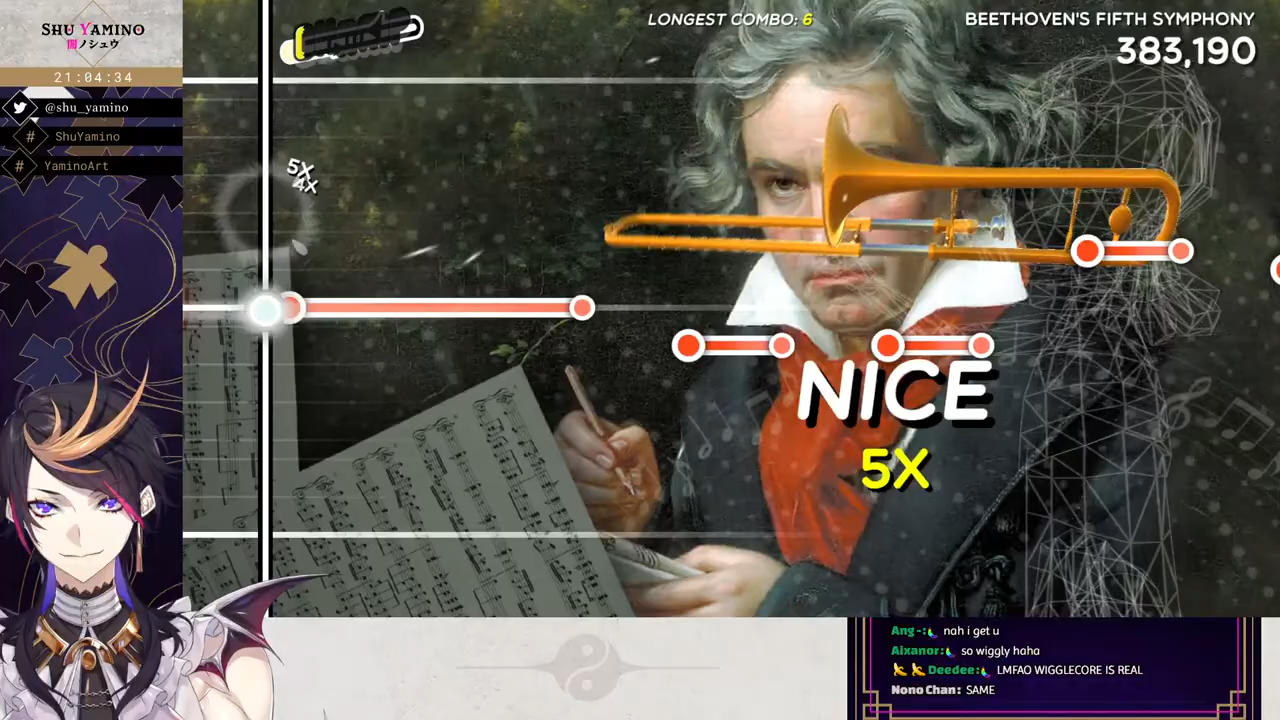 SHU YAMINO
闇ノシュウ
21:04:34
@shu_yamino
# ShuYamino
# YaminoArt
LONGEST COMBO: 6
BEETHOVEN'S FIFTH SYMPHONY
383,190
5X
4X
NICE
5X
Ang-: nah i get u
Aixanor: so wiggly haha
Deedee: LMFAO WIGGLECORE IS REAL
Nono Chan: SAME